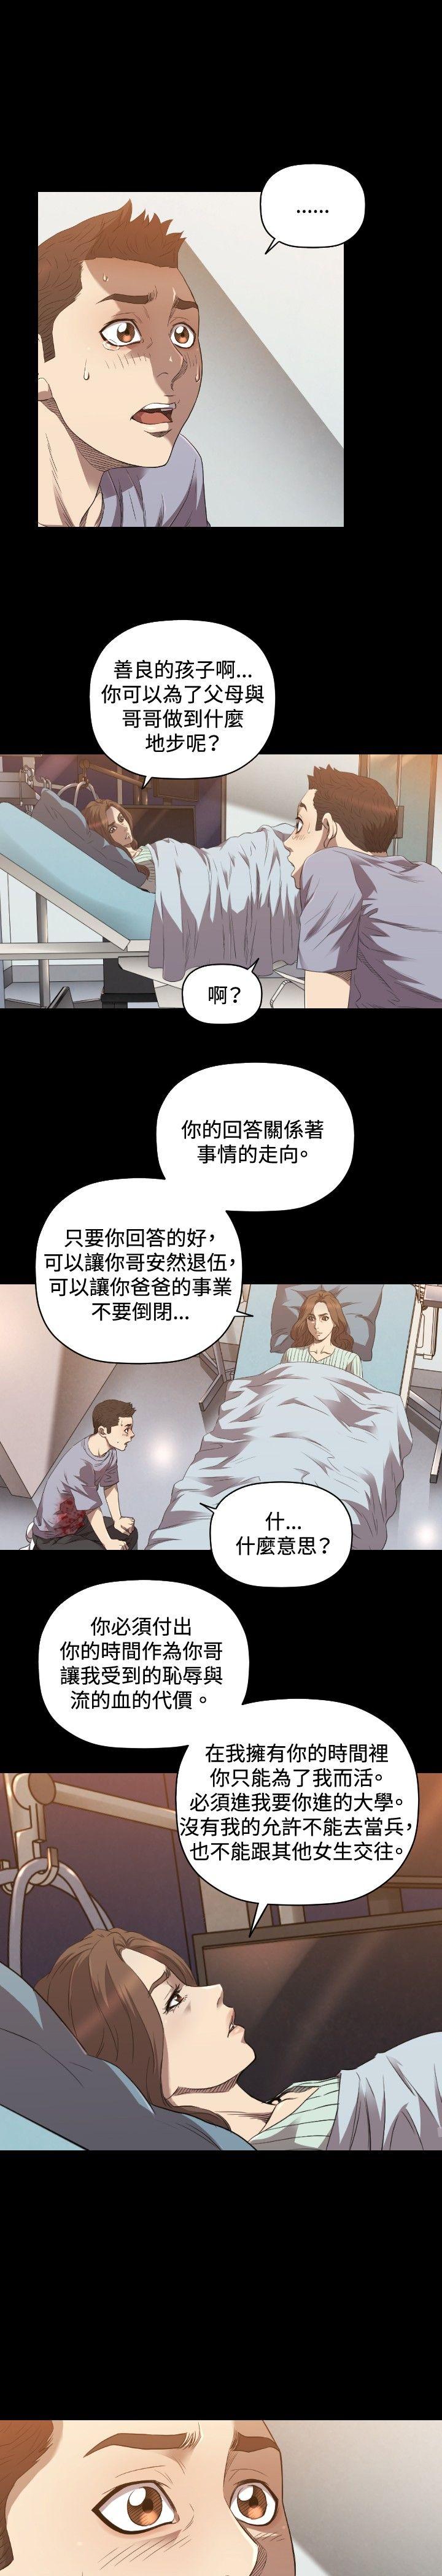 ......
善良的孩子啊...
你可以為了父母與
哥哥做到什麼
地步呢？
啊？
你的回答關係著
事情的走向。
只要你回答的好，
可以讓你哥安然退伍，
可以讓你爸爸的事業
不要倒閉...
什...
什麼意思？
你必須付出
你的時間作為你哥
讓我受到的恥辱與
流的血的代價。
在我擁有你的時間裡
你只能為了我而活。
必須進我要你進的大學。
沒有我的允許不能去當兵，
也不能跟其他女生交往。